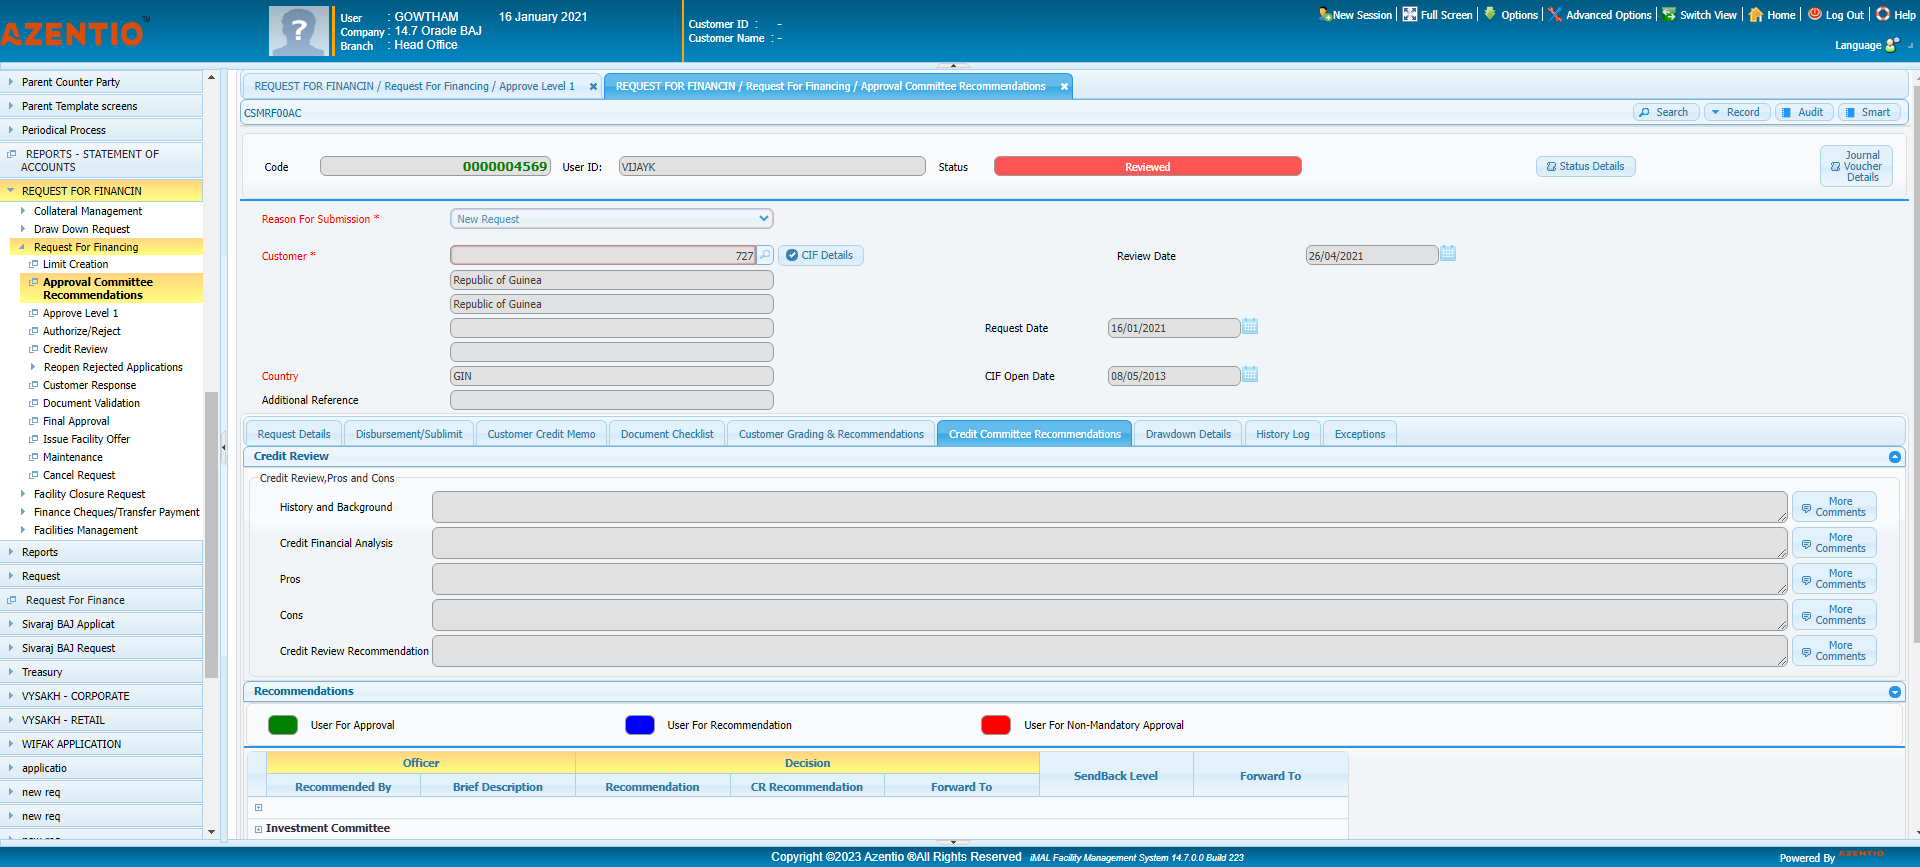 AZENTIO™
User : GOWTHAM 16 January 2021
Company : 14.7 Oracle BAJ
Branch : Head Office
Customer ID : -
Customer Name : -
New Session | Full Screen | Options | Advanced Options | Switch View | Home | Log Out | Help
Language
Parent Counter Party
Parent Template screens
Periodical Process
REPORTS - STATEMENT OF
ACCOUNTS
REQUEST FOR FINANCIN
Collateral Management
Draw Down Request
Request For Financing
Limit Creation
Approval Committee
Recommendations
Approve Level 1
Authorize/Reject
Credit Review
Reopen Rejected Applications
Customer Response
Document Validation
Final Approval
Issue Facility Offer
Maintenance
Cancel Request
Facility Closure Request
Finance Cheques/Transfer Payment
Facilities Management
Reports
Request
Request For Finance
Sivaraj BAJ Applicat
Sivaraj BAJ Request
Treasury
VYSAKH - CORPORATE
VYSAKH - RETAIL
WIFAK APPLICATION
applicatio
new req
new req
REQUEST FOR FINANCIN / Request For Financing / Approve Level 1
REQUEST FOR FINANCIN / Request For Financing / Approval Committee Recommendations
CSMRF00AC
Search Record Audit Smart
Code 0000004569 User ID: VIJAYK Status Reviewed Status Details
Journal
Voucher
Details
Reason For Submission * New Request
Customer * 727 CIF Details Review Date 26/04/2021
Republic of Guinea
Republic of Guinea
Request Date 16/01/2021
Country GIN CIF Open Date 08/05/2013
Additional Reference
Request Details Disbursement/Sublimit Customer Credit Memo Document Checklist Customer Grading & Recommendations Credit Committee Recommendations Drawdown Details History Log Exceptions
Credit Review
Credit Review,Pros and Cons
History and Background More
Comments
Credit Financial Analysis More
Comments
Pros More
Comments
Cons More
Comments
Credit Review Recommendation More
Comments
Recommendations
User For Approval User For Recommendation User For Non-Mandatory Approval
Officer Decision SendBack Level Forward To
Recommended By Brief Description Recommendation CR Recommendation Forward To
Investment Committee
Copyright ©2023 Azentio ®All Rights Reserved iMAL Facility Management System 14.7.0.0 Build 223
Powered By AZENTIO